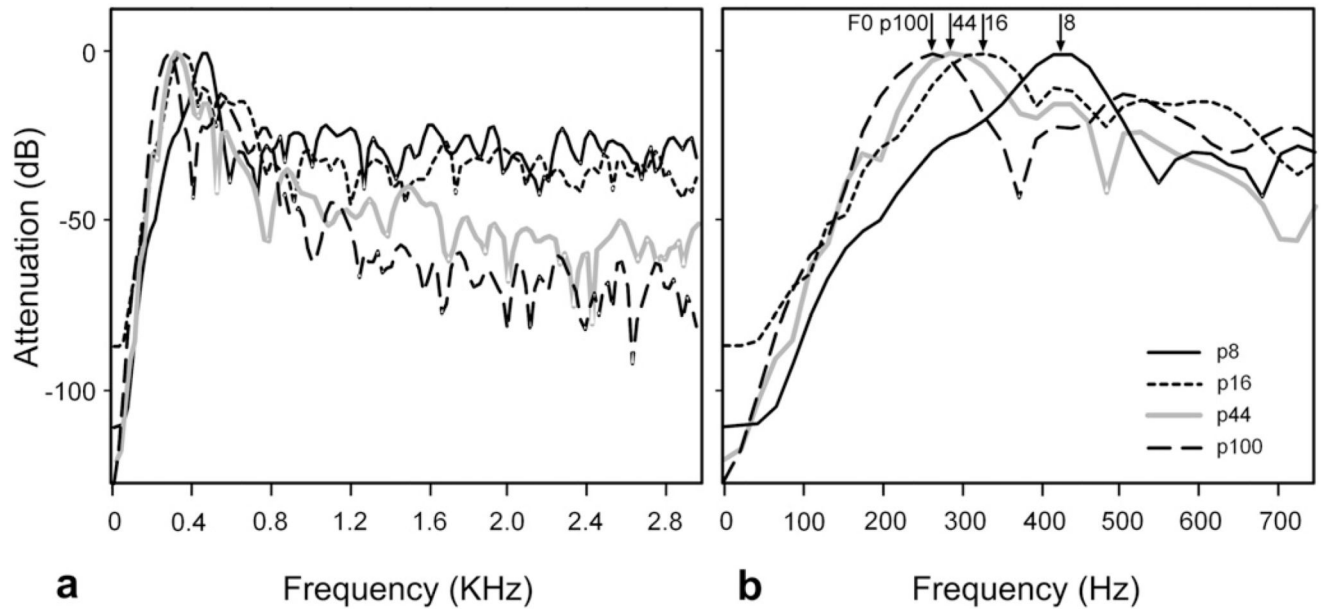 F0 p100 44 16 8
0
-50
-100
Attenuation (dB)
0 0.4 0.8 1.2 1.6 2.0 2.4 2.8
0 100 200 300 400 500 600 700
p8
p16
p44
p100
a Frequency (KHz)
b Frequency (Hz)